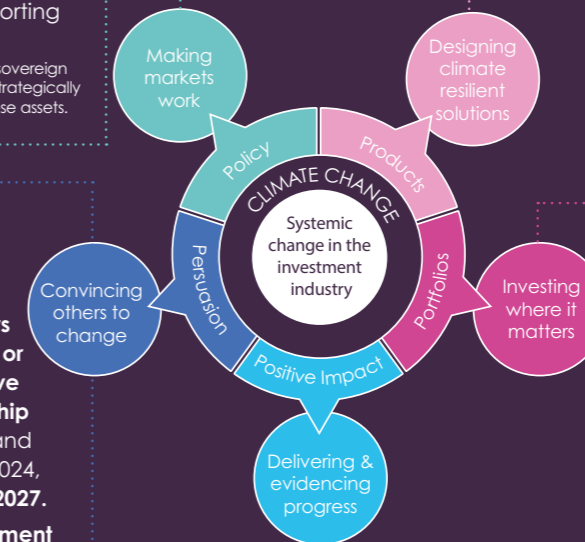 orting
sovereign
trategically
se assets.
Making
markets
work
Designing
climate
resilient
solutions
Policy
Products
CLIMATE CHANGE
Systemic
change in the
investment
industry
Persuasion
Portfolios
Convincing
others to
change
Investing
where it
matters
Positive Impact
Delivering &
evidencing
progress
s
or
ve
hip
and
2024,
2027.
ment